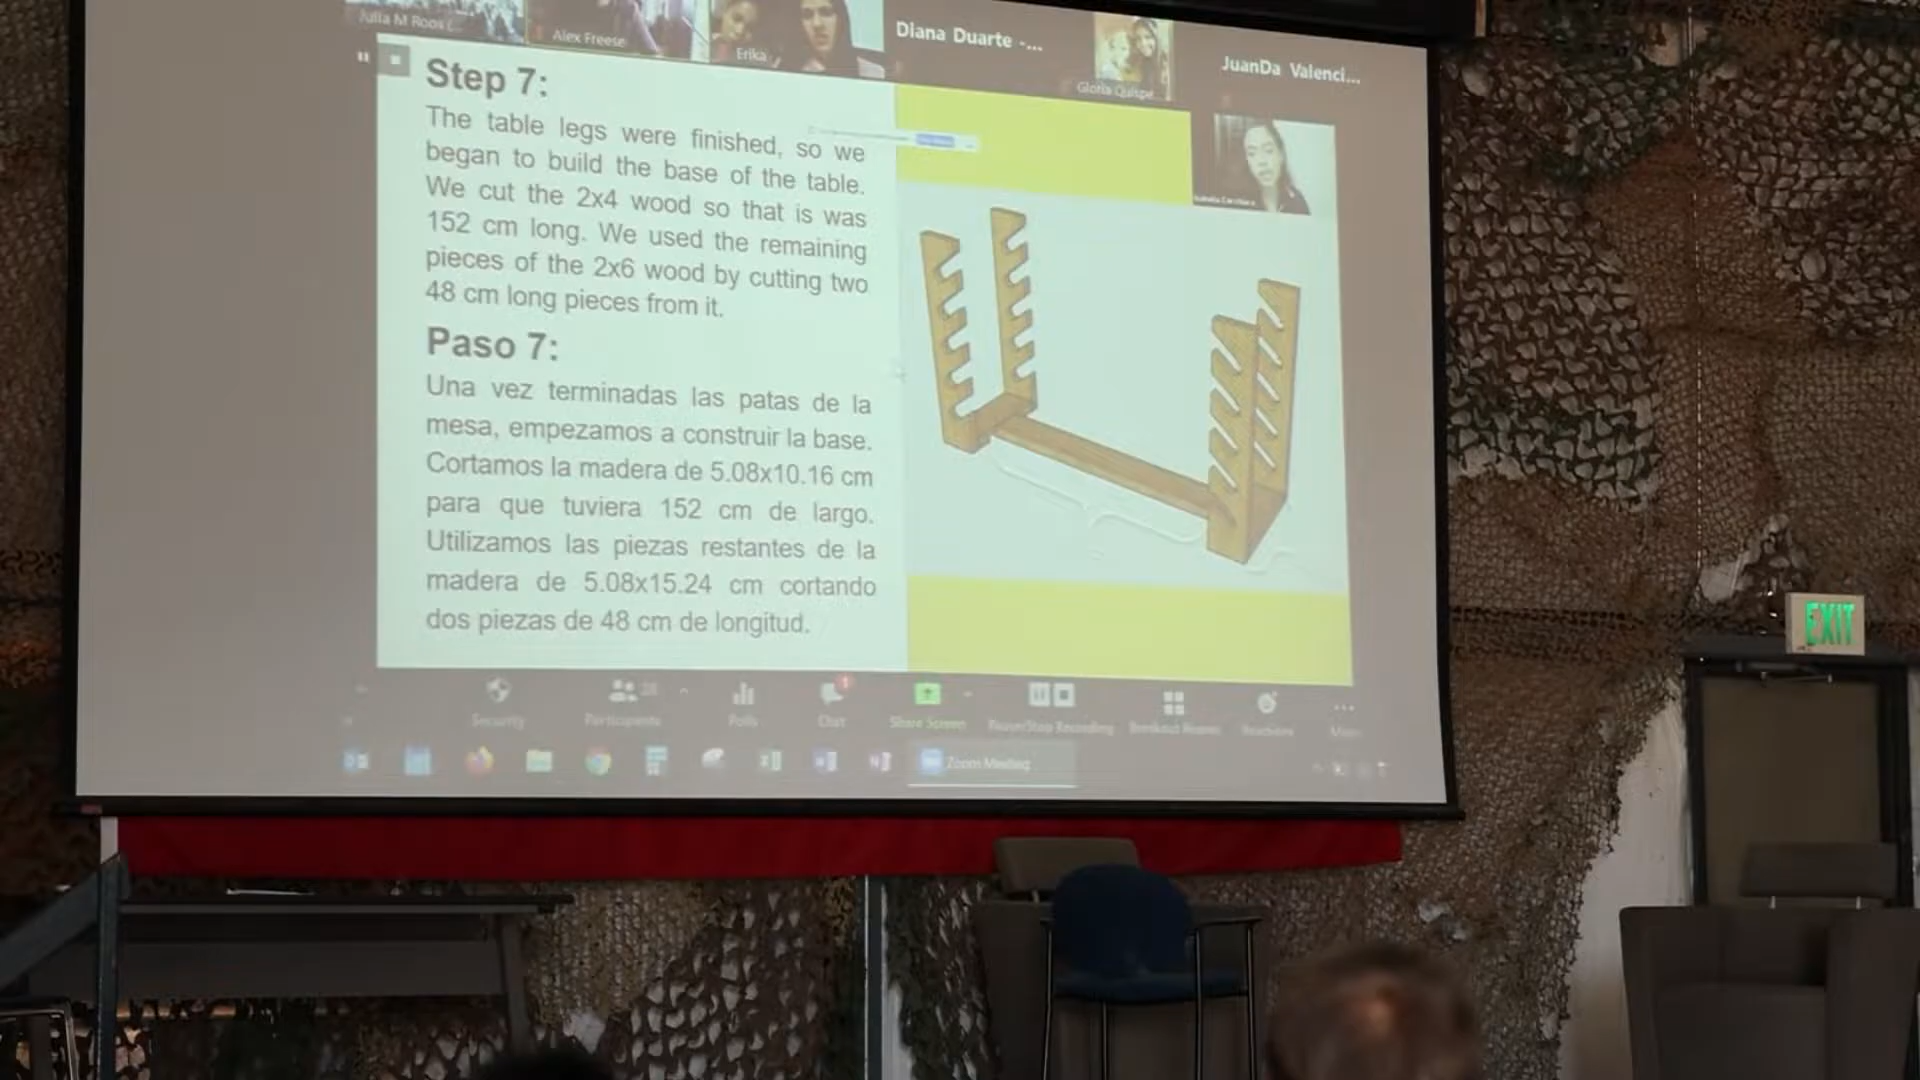 Julia M Roos (...
Alex Freese
Erika
Diana Duarte -...
Gloria Quispe
JuanDa Valenci...
Step 7:
The table legs were finished, so we
began to build the base of the table.
We cut the 2x4 wood so that is was
152 cm long. We used the remaining
pieces of the 2x6 wood by cutting two
48 cm long pieces from it.
Paso 7:
Una vez terminadas las patas de la
mesa, empezamos a construir la base.
Cortamos la madera de 5.08x10.16 cm
para que tuviera 152 cm de largo.
Utilizamos las piezas restantes de la
madera de 5.08x15.24 cm cortando
dos piezas de 48 cm de longitud.
Security
Participents
Polls
Chat
Share Screen
Pause/Stop Recording
Breakout Rooms
Reactions
More
Zoom Meeting
EXIT